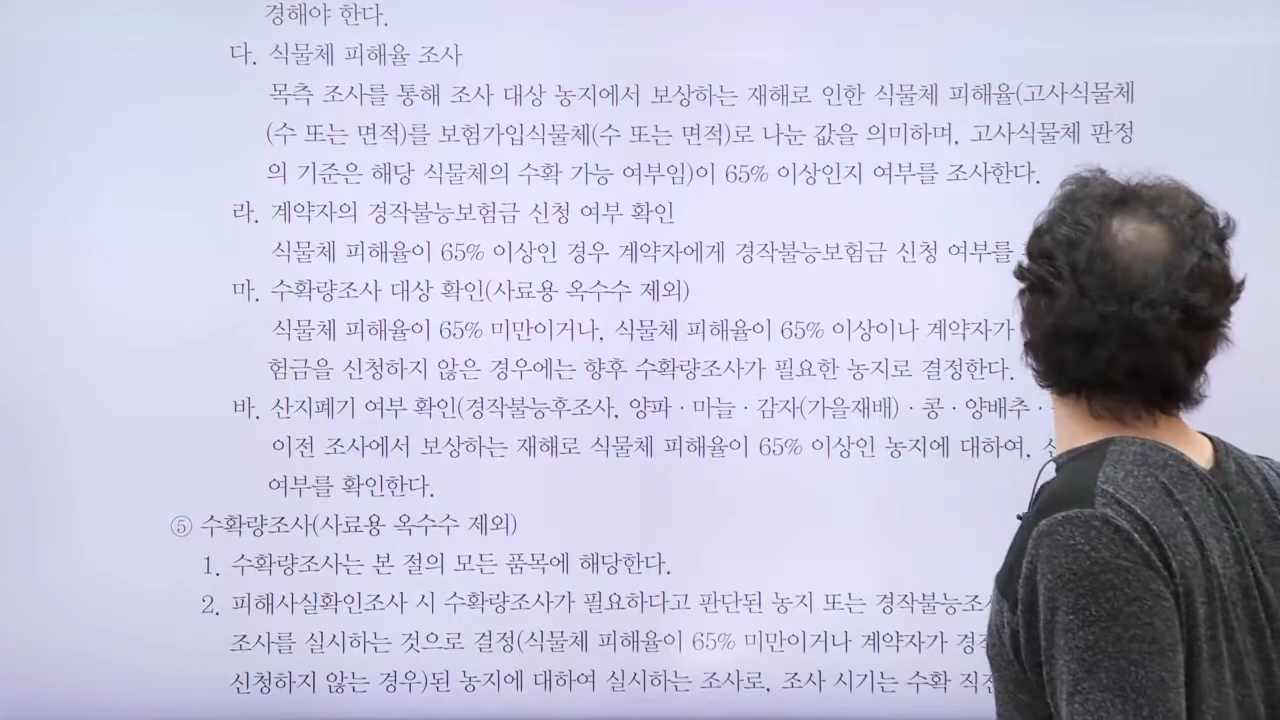 경해야 한다.
다. 식물체 피해율 조사
목측 조사를 통해 조사 대상 농지에서 보상하는 재해로 인한 식물체 피해율(고사식물체
(수 또는 면적)를 보험가입식물체(수 또는 면적)로 나눈 값을 의미하며, 고사식물체 판정
의 기준은 해당 식물체의 수확 가능 여부임)이 65% 이상인지 여부를 조사한다.
라. 계약자의 경작불능보험금 신청 여부 확인
식물체 피해율이 65% 이상인 경우 계약자에게 경작불능보험금 신청 여부를
마. 수확량조사 대상 확인(사료용 옥수수 제외)
식물체 피해율이 65% 미만이거나, 식물체 피해율이 65% 이상이나 계약자가
험금을 신청하지 않은 경우에는 향후 수확량조사가 필요한 농지로 결정한다.
바. 산지폐기 여부 확인(경작불능후조사, 양파·마늘·감자(가을재배)·콩·양배추·
이전 조사에서 보상하는 재해로 식물체 피해율이 65% 이상인 농지에 대하여,
여부를 확인한다.
⑤ 수확량조사(사료용 옥수수 제외)
1. 수확량조사는 본 절의 모든 품목에 해당한다.
2. 피해사실확인조사 시 수확량조사가 필요하다고 판단된 농지 또는 경작불능조
조사를 실시하는 것으로 결정(식물체 피해율이 65% 미만이거나 계약자가
신청하지 않는 경우)된 농지에 대하여 실시하는 조사로, 조사 시기는 수확 직